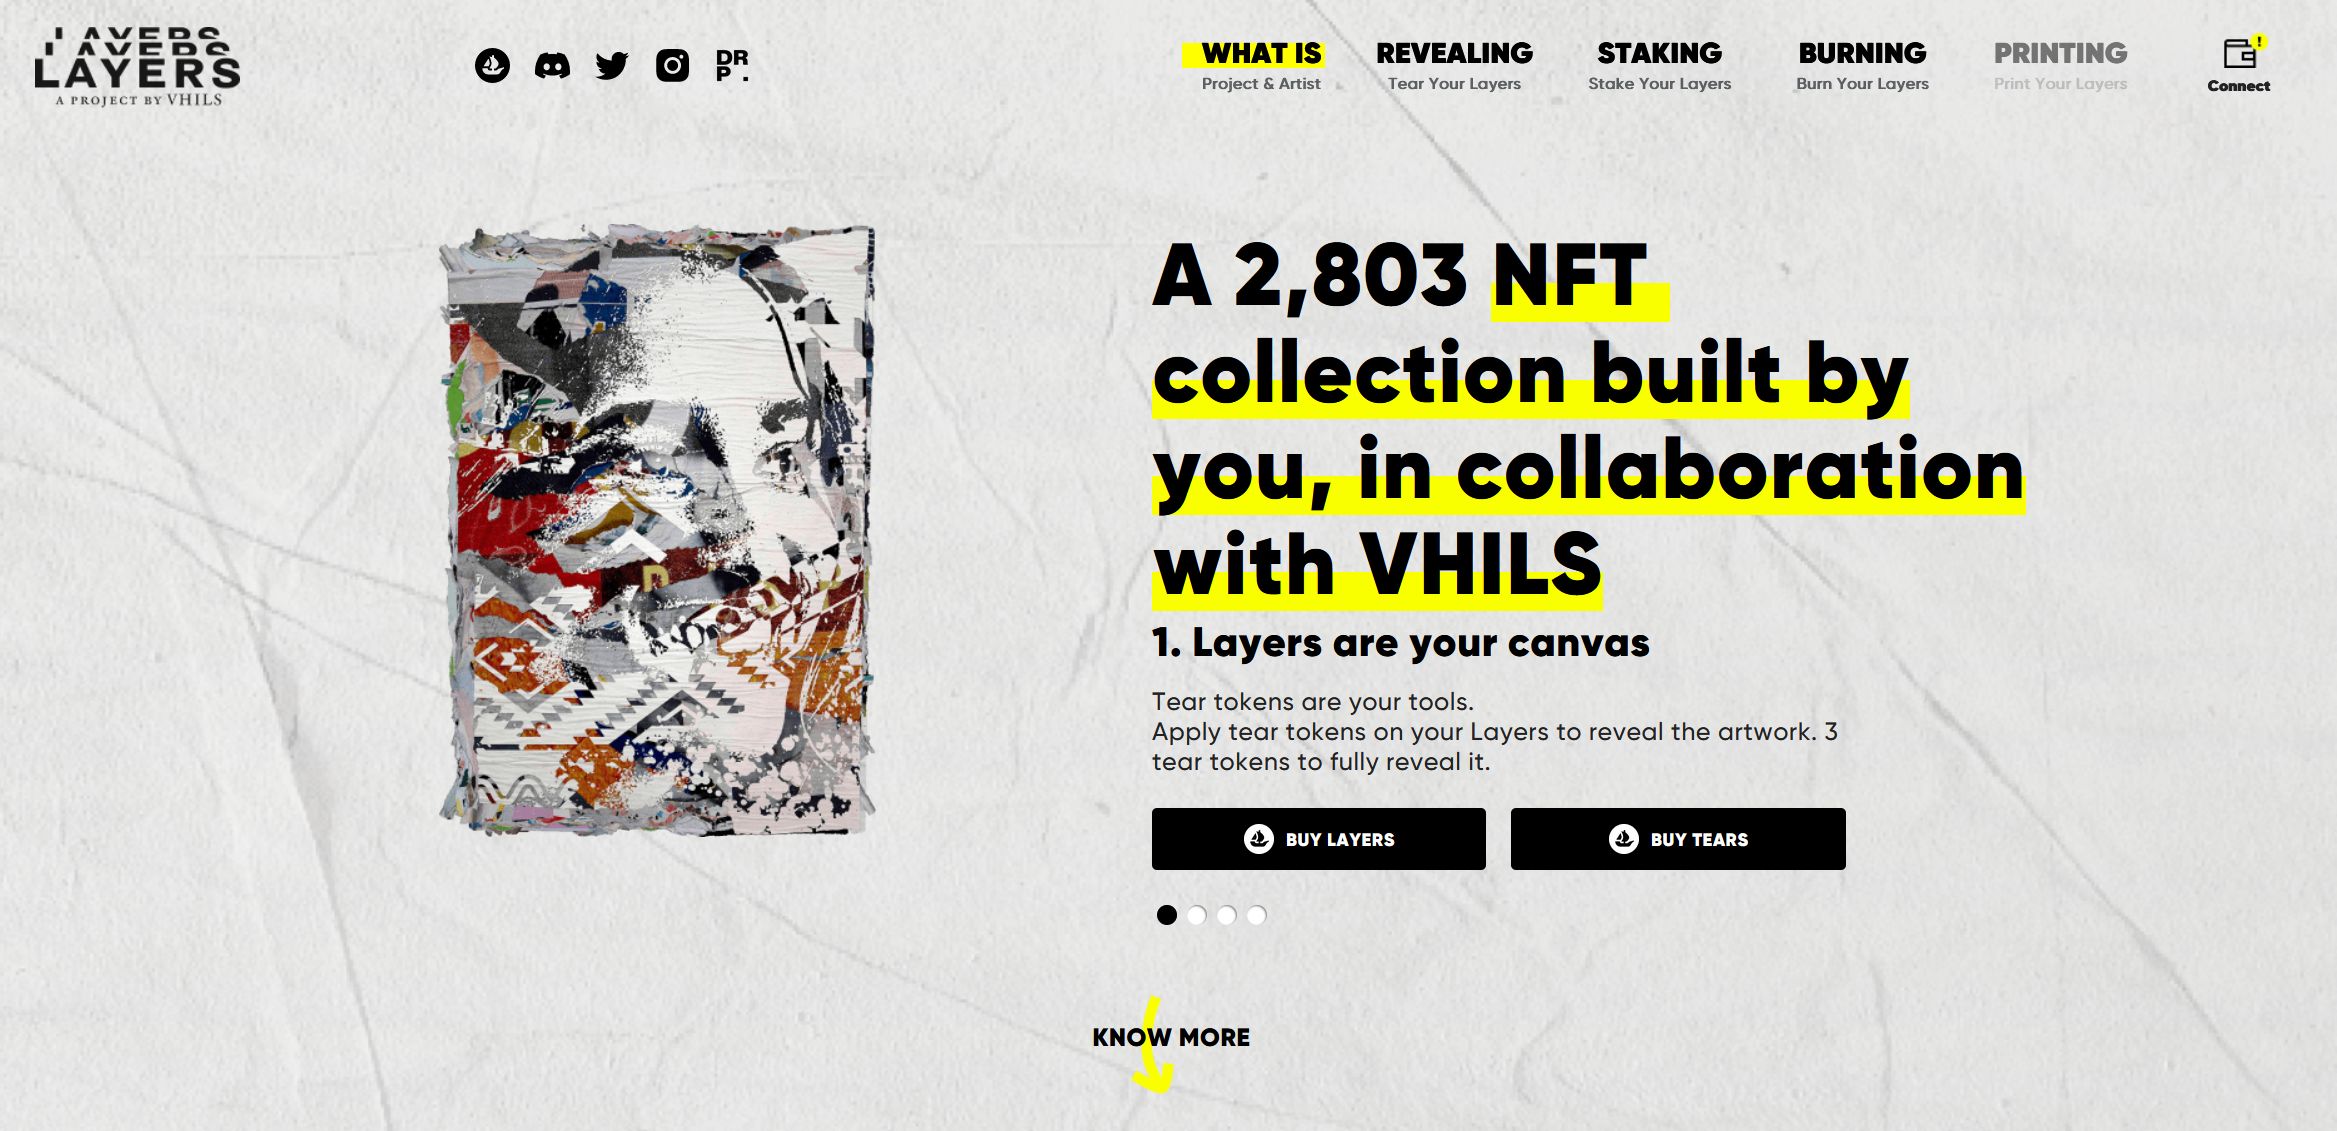 LAYERS
LAYERS
LAYERS
A PROJECT BY VHILS
DR
P .
WHAT IS
Project & Artist
REVEALING
Tear Your Layers
STAKING
Stake Your Layers
BURNING
Burn Your Layers
PRINTING
Print Your Layers
!
Connect
A 2,803 NFT
collection built by
you, in collaboration
with VHILS
1. Layers are your canvas
Tear tokens are your tools.
Apply tear tokens on your Layers to reveal the artwork. 3
tear tokens to fully reveal it.
BUY LAYERS
BUY TEARS
KNOW MORE